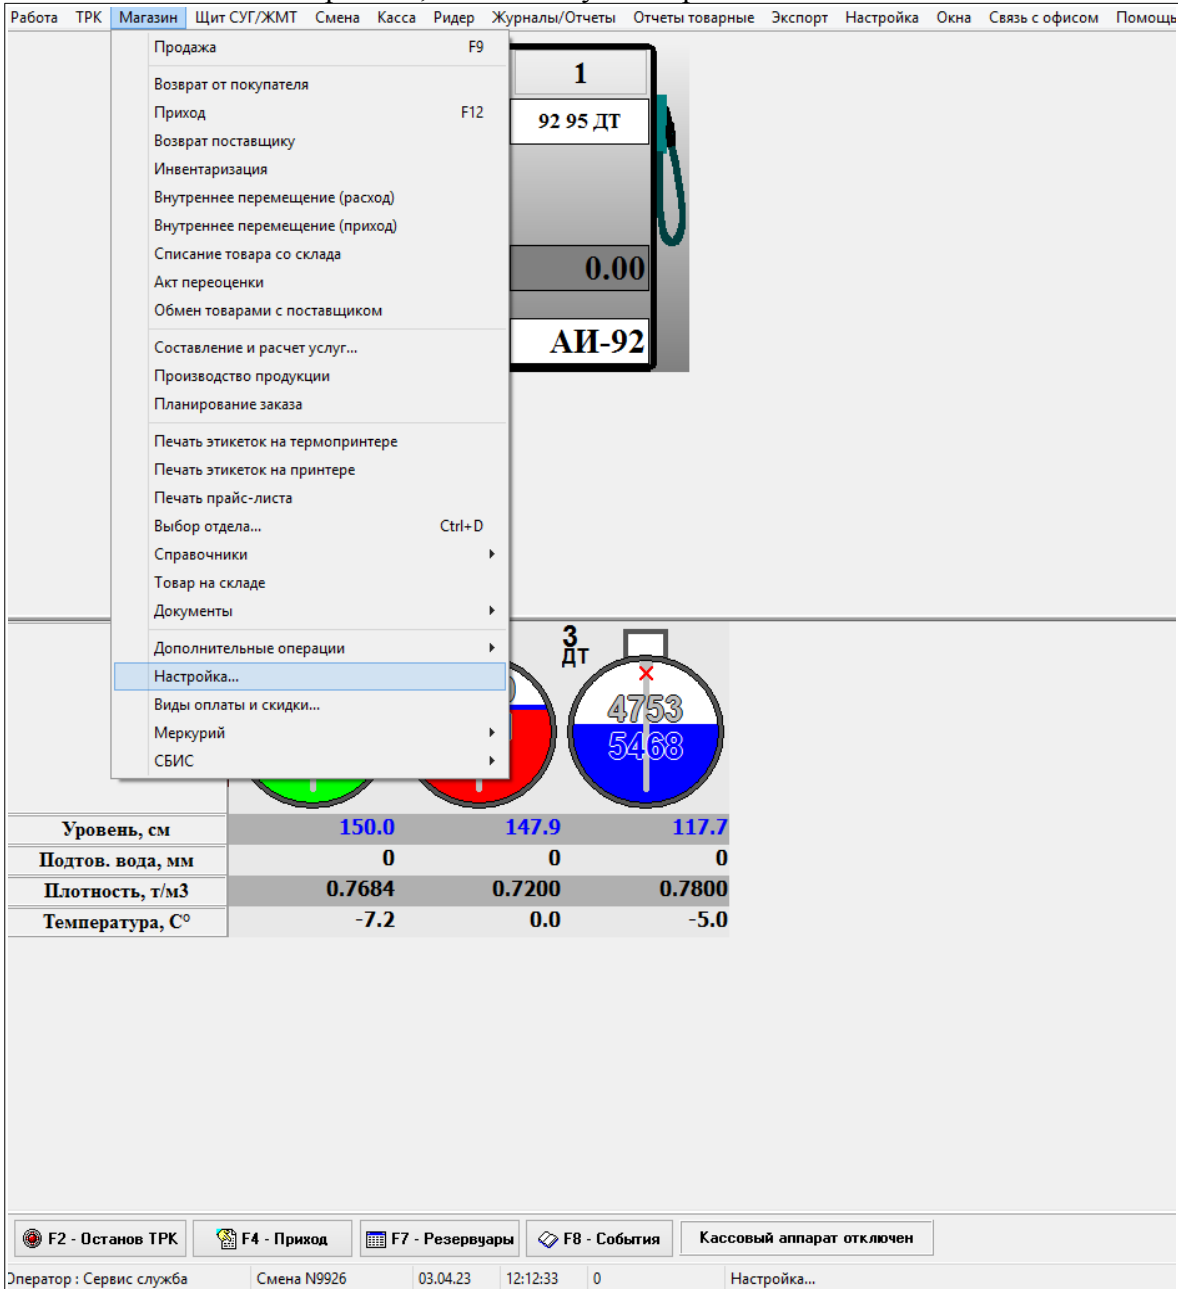 Работа ТРК Магазин Щит СУГ/ЖМТ Смена Касса Ридер Журналы/Отчеты Отчеты товарные Экспорт Настройка Окна Связь с офисом Помощь
Продажа F9
Возврат от покупателя
Приход F12
Возврат поставщику
Инвентаризация
Внутреннее перемещение (расход)
Внутреннее перемещение (приход)
Списание товара со склада
Акт переоценки
Обмен товарами с поставщиком
Составление и расчет услуг...
Производство продукции
Планирование заказа
Печать этикеток на термопринтере
Печать этикеток на принтере
Печать прайс-листа
Выбор отдела... Ctrl+D
Справочники
Товар на складе
Документы
Дополнительные операции
Настройка...
Виды оплаты и скидки...
Меркурий
СБИС
1
92 95 ДТ
0.00
АИ-92
3
ДТ
4753
5468
Уровень, см 150.0 147.9 117.7
Подтов. вода, мм 0 0 0
Плотность, т/м3 0.7684 0.7200 0.7800
Температура, С° -7.2 0.0 -5.0
F2 - Останов ТРК F4 - Приход F7 - Резервуары F8 - События Кассовый аппарат отключен
Оператор : Сервис служба Смена N9926 03.04.23 12:12:33 0 Настройка...